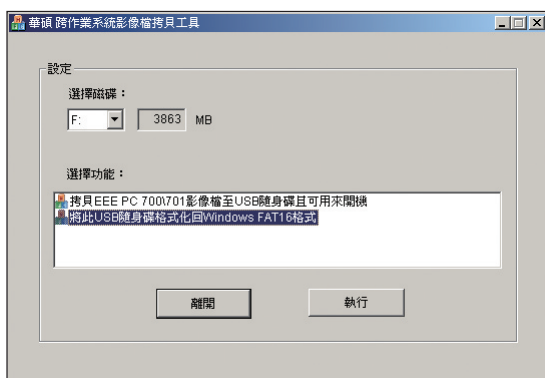 華碩 跨作業系統影像檔拷貝工具
設定
選擇磁碟：
F: 3863 MB
選擇功能：
拷貝EEE PC 700\701影像檔至USB隨身碟且可用來開機
將此USB隨身碟格式化回Windows FAT16格式
離開 執行